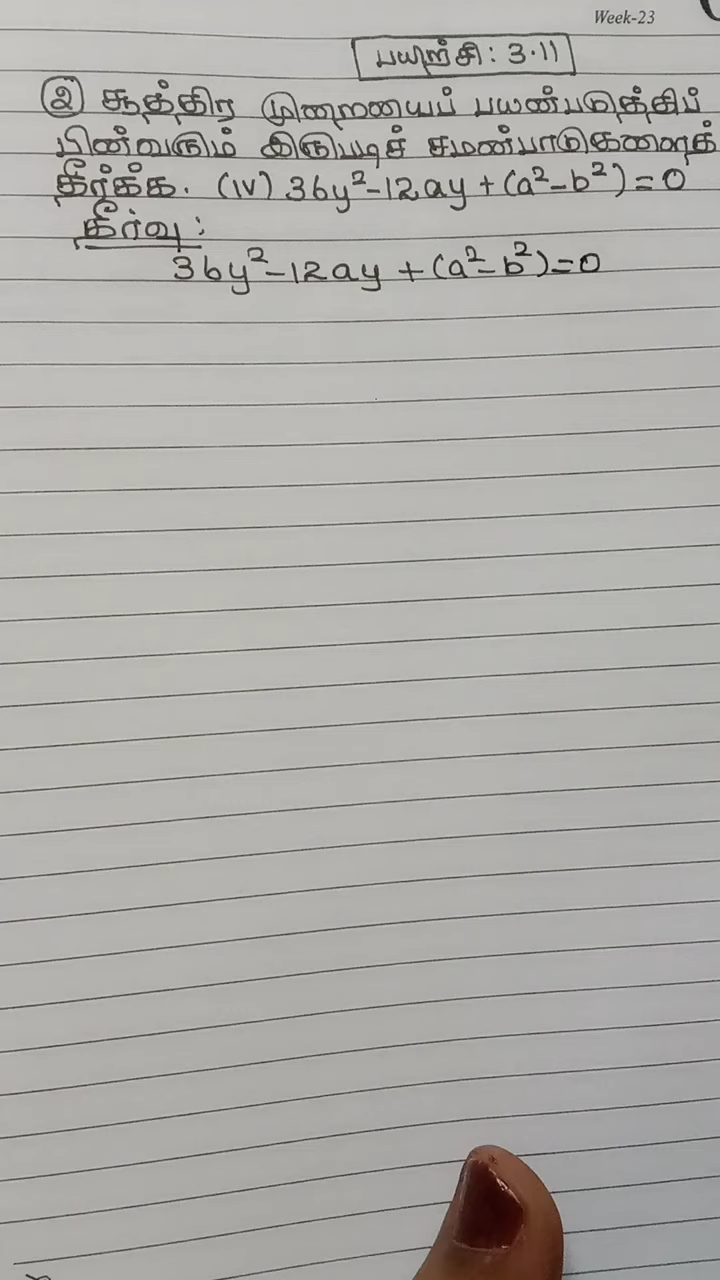 Week-23
பயிற்சி : 3.11
② சூத்திர முறையைப் பயன்படுத்திப்
பின்வரும் இருபடிச் சமன்பாடுகளைத்
தீர்க்க. (iv) 36y²-12ay+(a²-b²)=0
தீர்வு :
36y²-12ay+(a²-b²)=0